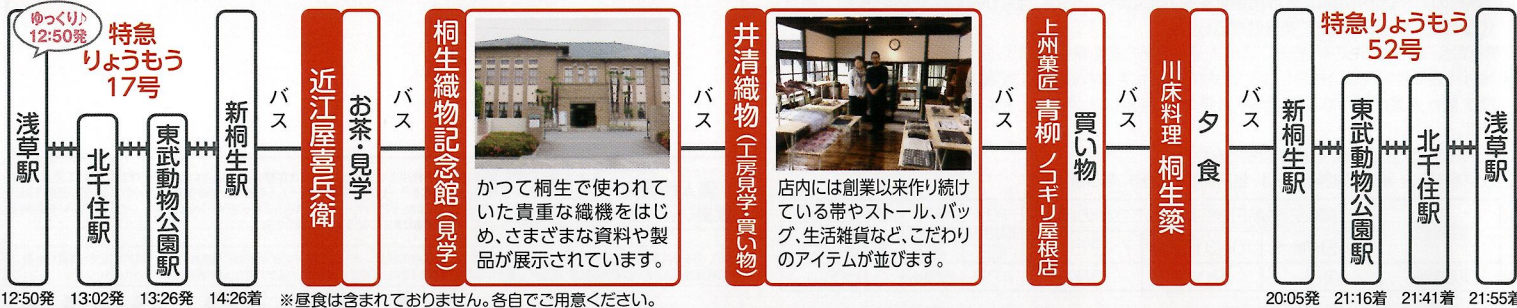 ゆっくり♪
12:50発
特急
りょうもう
17号
浅草駅
12:50発
北千住駅
13:02発
東武動物公園駅
13:26発
新桐生駅
14:26着
バス
近江屋喜兵衛
お茶・見学
バス
桐生織物記念館(見学)
かつて桐生で使われて
いた貴重な織機をはじ
め、さまざまな資料や製
品が展示されています。
バス
井清織物(工房見学・買い物)
店内には創業以来作り続け
ている帯やストール、バッ
グ、生活雑貨など、こだわり
のアイテムが並びます。
バス
上州菓匠 青柳 ノコギリ屋根店
買い物
バス
川床料理 桐生簗
夕食
バス
特急りょうもう
52号
新桐生駅
20:05発
東武動物公園駅
21:16着
北千住駅
21:41着
浅草駅
21:55着
※昼食は含まれておりません。各自でご用意ください。